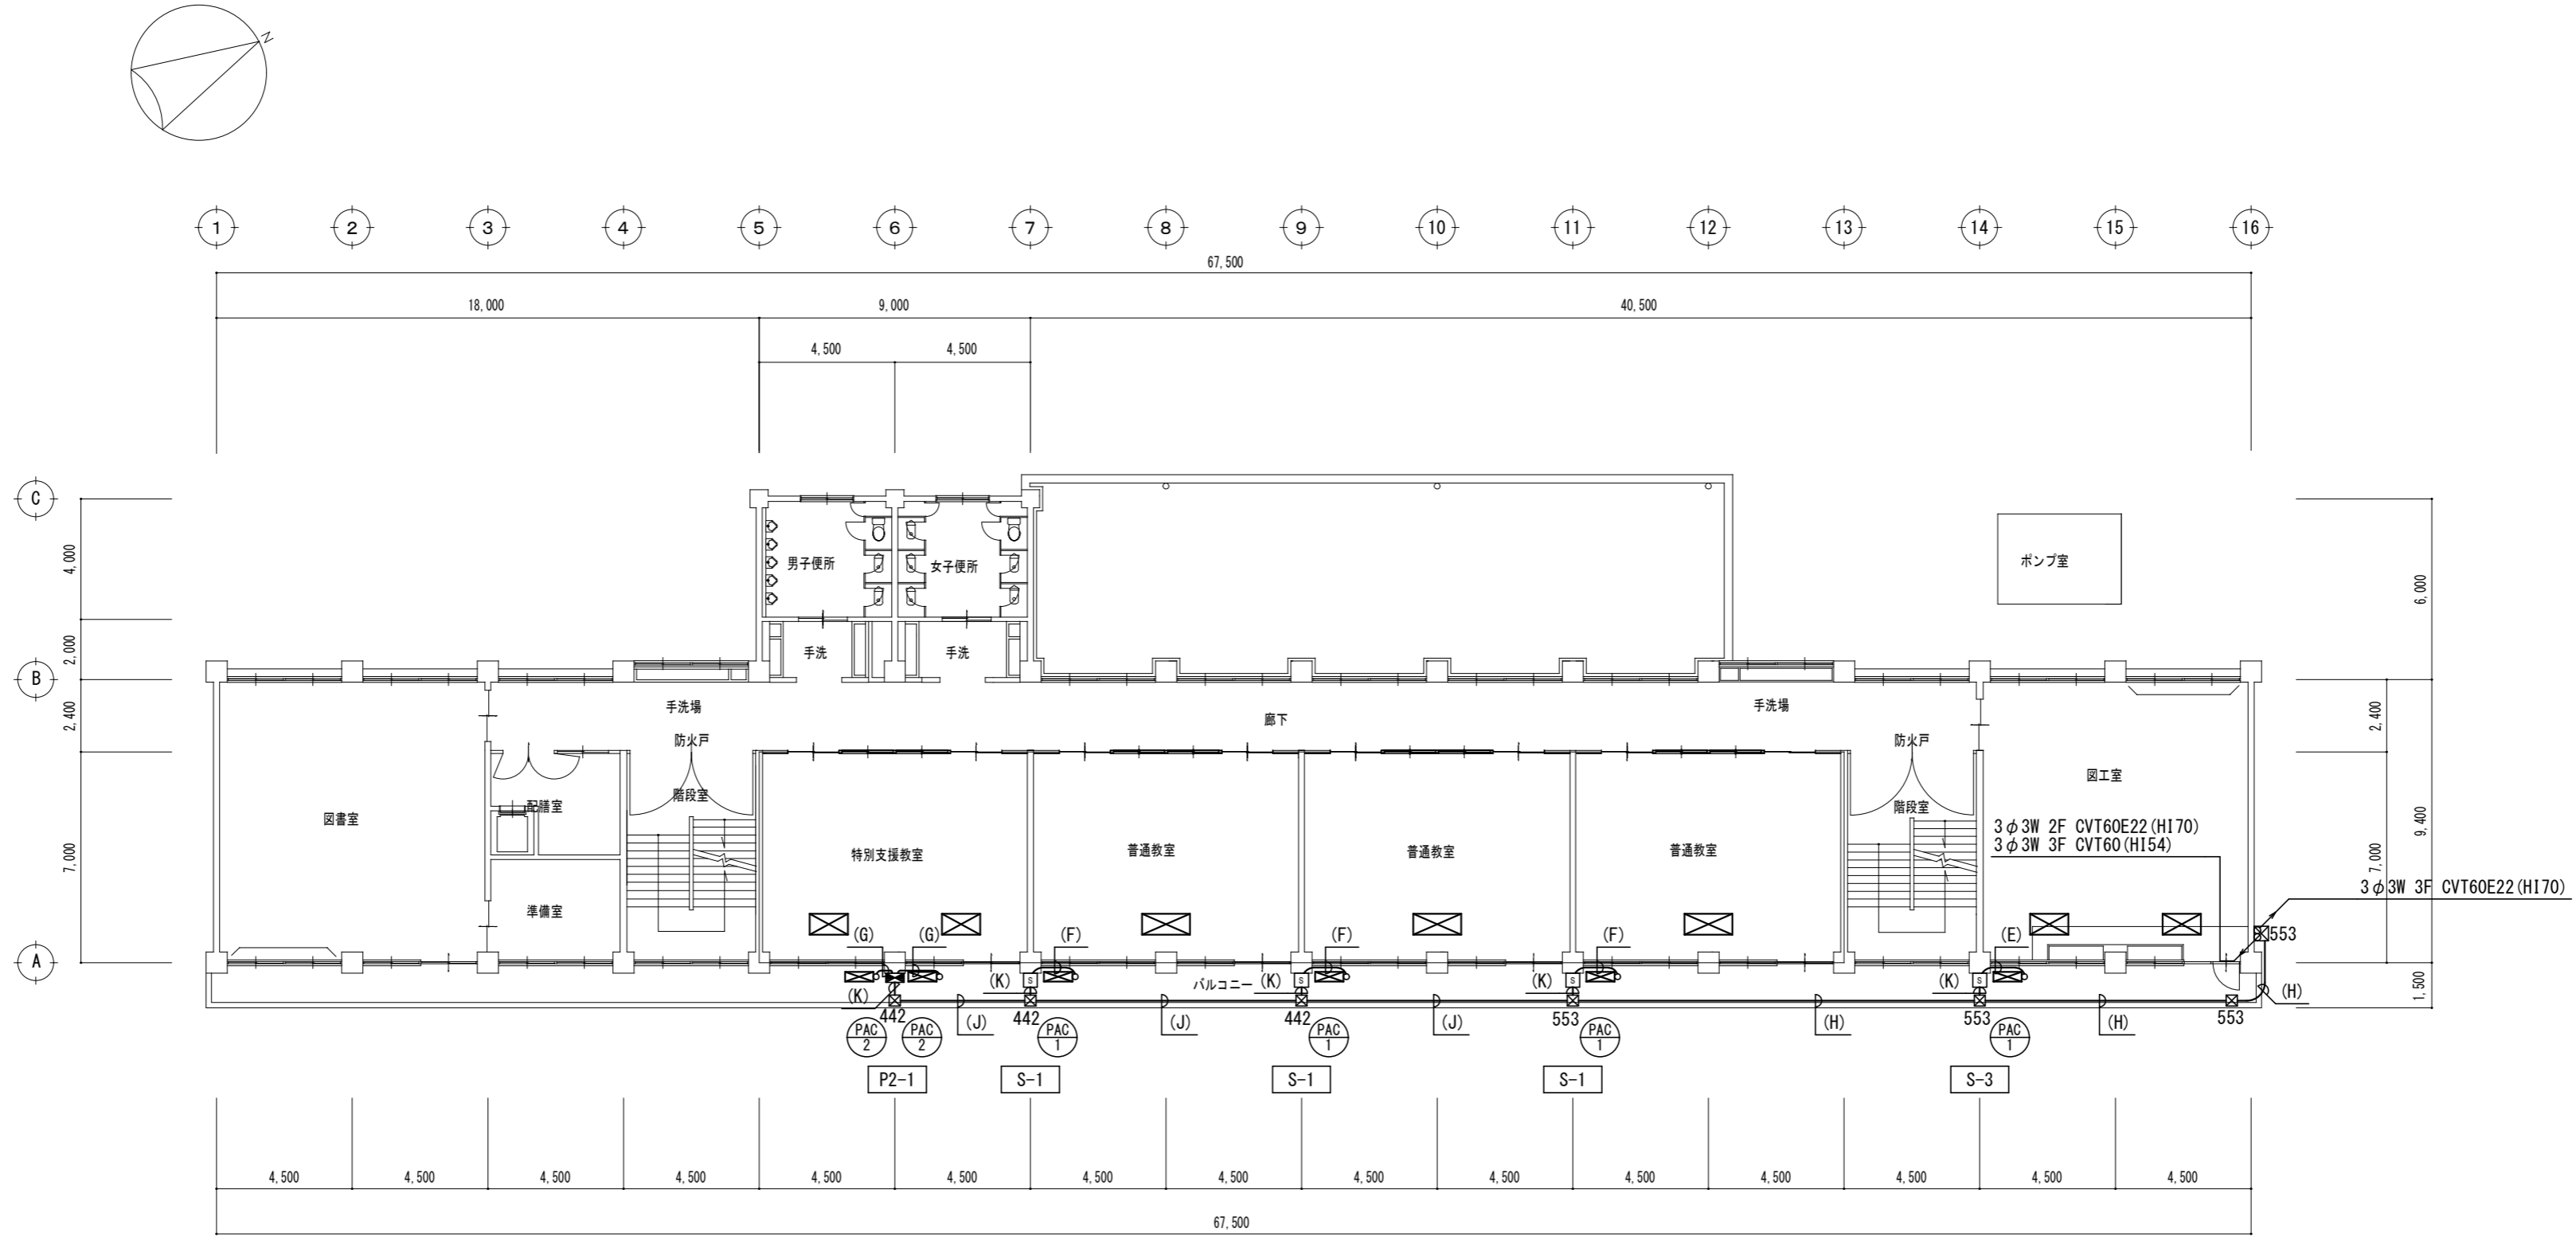 N
1 2 3 4 5 6 7 8 9 10 11 12 13 14 15 16
67,500
18,000 9,000 40,500
4,500 4,500
C
B
A
4,000
2,000
2,400
7,000
6,000
2,400
9,400
7,000
1,500
男子便所
女子便所
ポンプ室
手洗
手洗
手洗場
廊下
手洗場
防火戸
防火戸
図工室
図書室
配膳室
階段室
階段室
特別支援教室
普通教室
普通教室
普通教室
準備室
3φ3W 2F CVT60E22(HI70)
3φ3W 3F CVT60(HI54)
3φ3W 3F CVT60E22(HI70)
(G) (G) (F) (F) (F) (E)
553
S S S S
(K) (K) バルコニー (K) (K) (K) (H)
442 442 442 553 553 553
(J) (J) (J) (H) (H)
PAC
2
PAC
2
PAC
1
PAC
1
PAC
1
PAC
1
P2-1 S-1 S-1 S-1 S-3
4,500 4,500 4,500 4,500 4,500 4,500 4,500 4,500 4,500 4,500 4,500 4,500 4,500 4,500 4,500
67,500